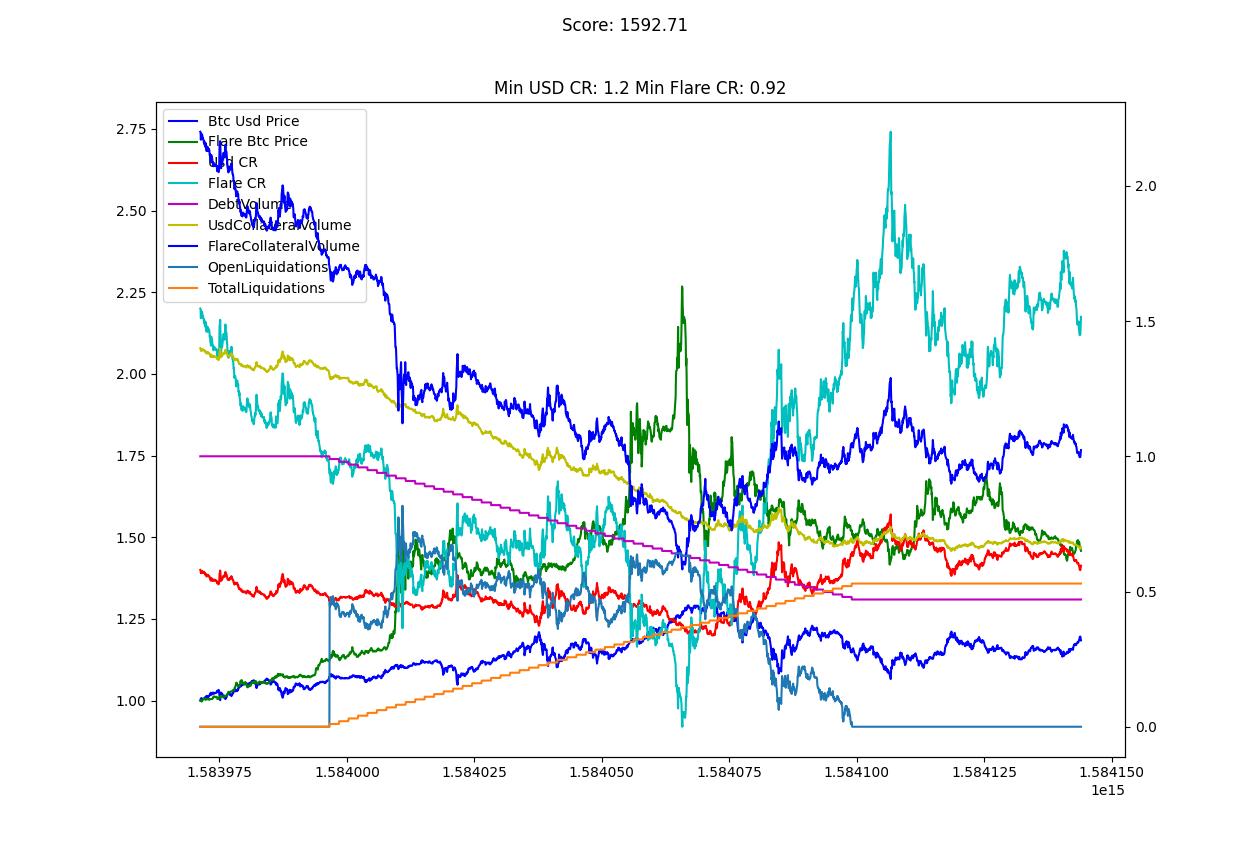 Score: 1592.71
Min USD CR: 1.2 Min Flare CR: 0.92
Btc Usd Price
Flare Btc Price
Usd CR
Flare CR
DebtVolume
UsdCollateralVolume
FlareCollateralVolume
OpenLiquidations
TotalLiquidations
2.75
2.50
2.25
2.00
1.75
1.50
1.25
1.00
2.0
1.5
1.0
0.5
0.0
1.583975 1.584000 1.584025 1.584050 1.584075 1.584100 1.584125 1.584150
1e15